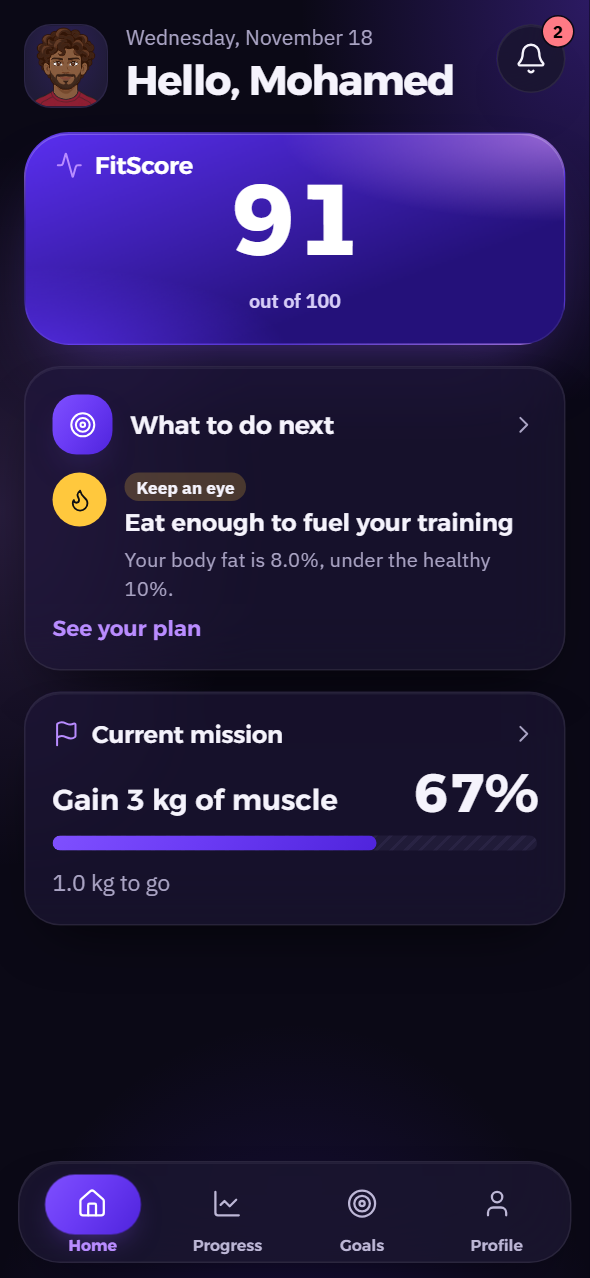 Wednesday, November 18
Hello, Mohamed
2
FitScore
91
out of 100
What to do next
Keep an eye
Eat enough to fuel your training
Your body fat is 8.0%, under the healthy
10%.
See your plan
Current mission
Gain 3 kg of muscle
67%
1.0 kg to go
Home
Progress
Goals
Profile